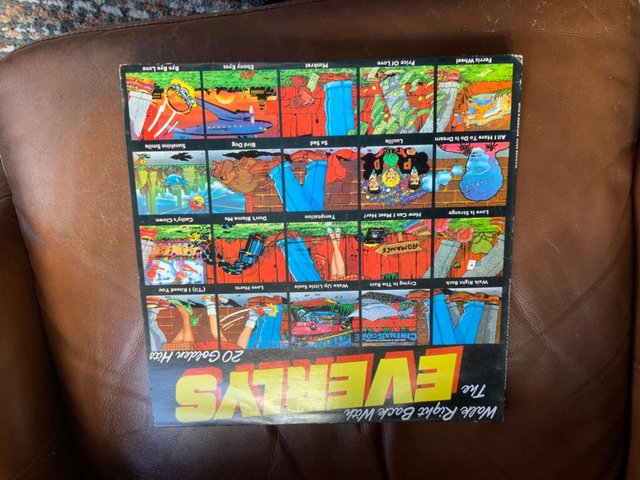 Walk Right Back With
The
EVERLYS
20 Golden Hits
Walk Right Back
Crying In The Rain
Wake Up Little Susie
Love Hurts
('Til) I Kissed You
Love Is Strange
How Can I Meet Her?
Temptation
Don't Blame Me
Cathy's Clown
ROMANCE
All I Have To Do Is Dream
Lucille
So Sad
Bird Dog
Sunshine Smile
Ferris Wheel
Price Of Love
Muskrat
Ebony Eyes
Bye Bye Love